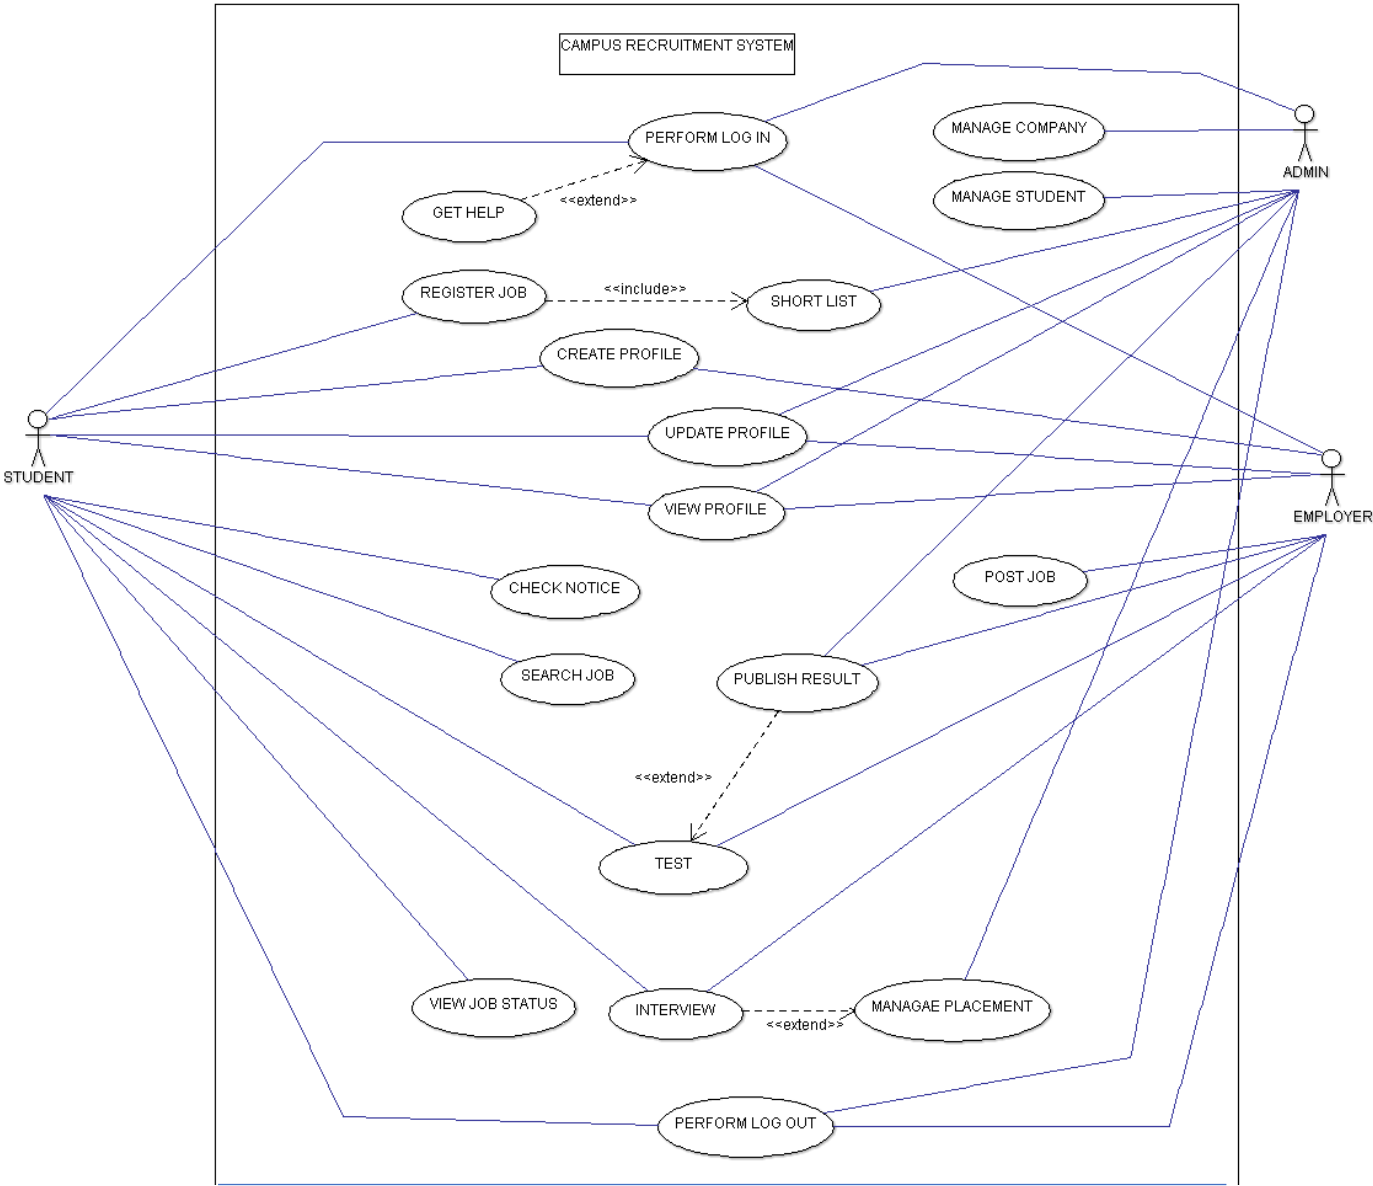 CAMPUS RECRUITMENT SYSTEM
PERFORM LOG IN
MANAGE COMPANY
ADMIN
MANAGE STUDENT
<<extend>>
GET HELP
REGISTER JOB
<<include>>
SHORT LIST
CREATE PROFILE
UPDATE PROFILE
STUDENT
VIEW PROFILE
EMPLOYER
CHECK NOTICE
POST JOB
SEARCH JOB
PUBLISH RESULT
<<extend>>
TEST
VIEW JOB STATUS
INTERVIEW
MANAGAE PLACEMENT
<<extend>>
PERFORM LOG OUT